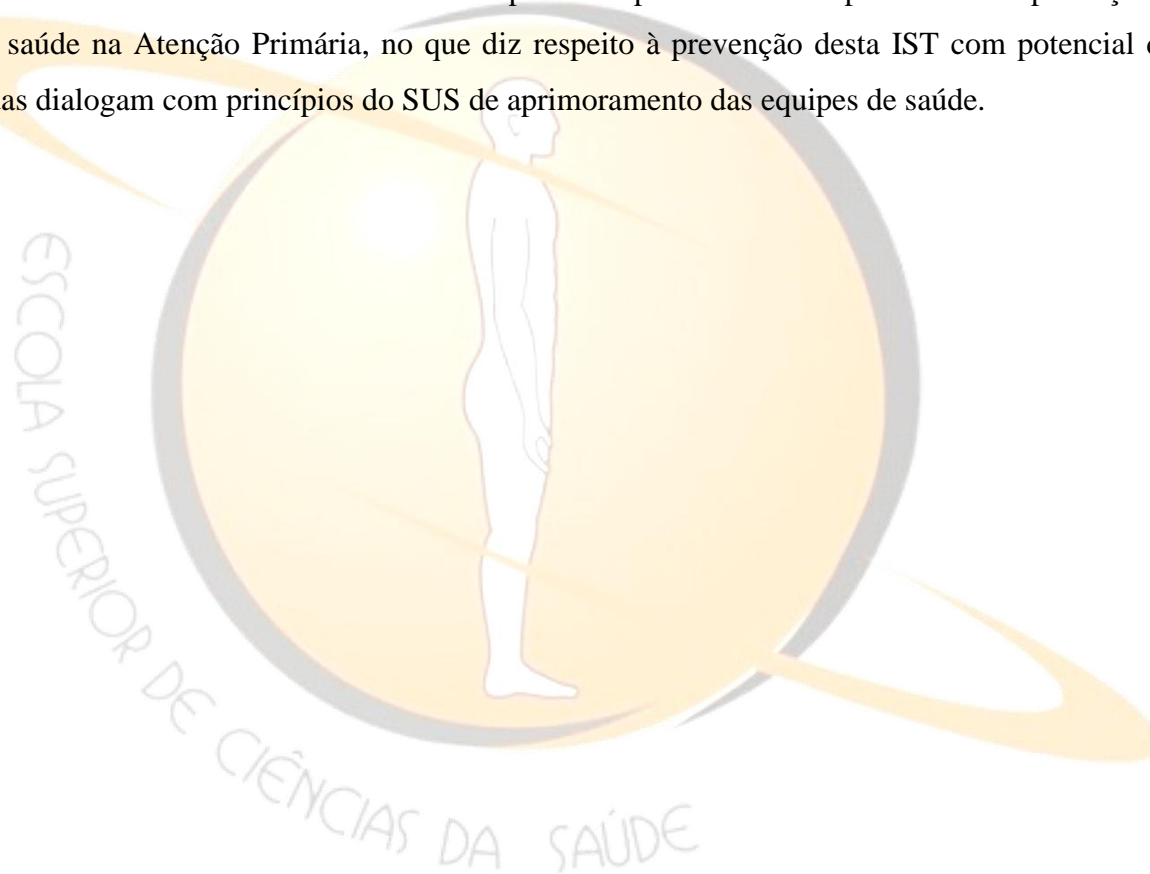 saúde na Atenção Primária, no que diz respeito à prevenção desta IST com potencial
dialogam com princípios do SUS de aprimoramento das equipes de saúde.
ESCOLA SUPERIOR DE CIÊNCIAS DA SAÚDE